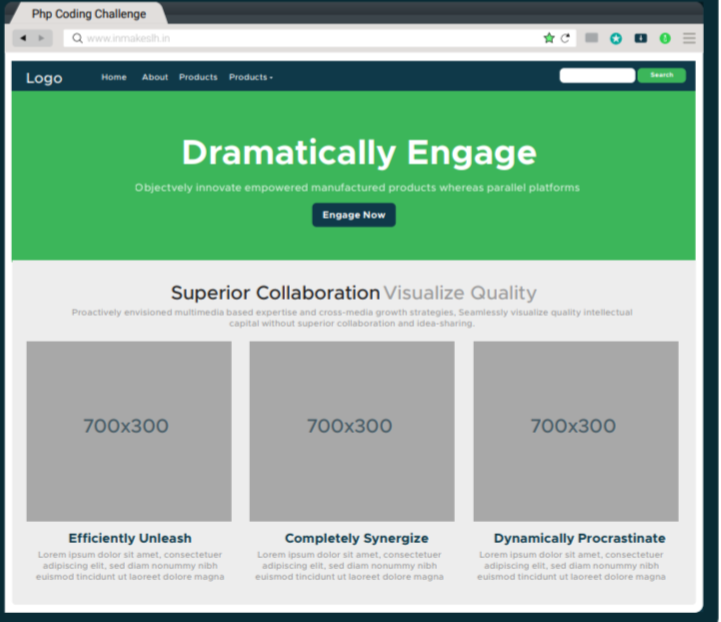 Php Coding Challenge
www.inmakeslh.in
Logo Home About Products Products Search
Dramatically Engage
Objectvely innovate empowered manufactured products whereas parallel platforms
Engage Now
Superior Collaboration Visualize Quality
Proactively envisioned multimedia based expertise and cross-media growth strategies, Seamlessly visualize quality intellectual
capital without superior collaboration and idea-sharing.
700x300 700x300 700x300
Efficiently Unleash
Lorem ipsum dolor sit amet, consectetuer
adipiscing elit, sed diam nonummy nibh
euismod tincidunt ut laoreet dolore magna
Completely Synergize
Lorem ipsum dolor sit amet, consectetuer
adipiscing elit, sed diam nonummy nibh
euismod tincidunt ut laoreet dolore magna
Dynamically Procrastinate
Lorem ipsum dolor sit amet, consectetuer
adipiscing elit, sed diam nonummy nibh
euismod tincidunt ut laoreet dolore magna